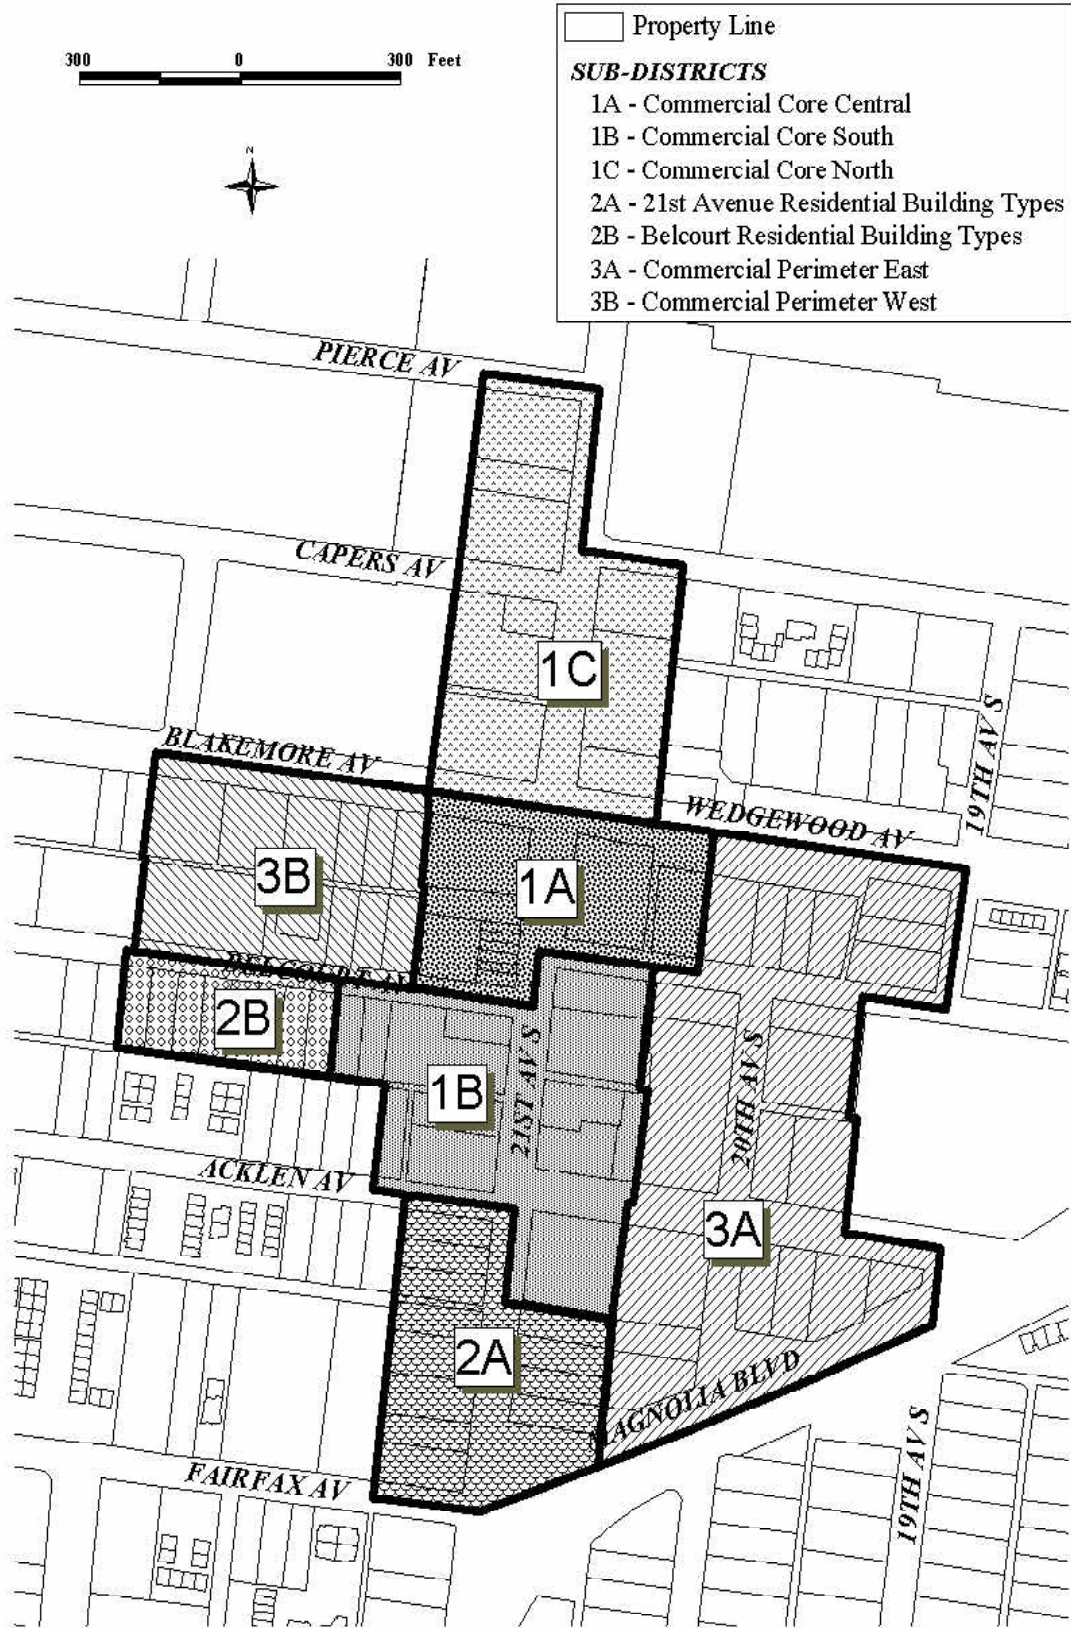 Property Line
300 0 300 Feet
SUB-DISTRICTS
1A - Commercial Core Central
1B - Commercial Core South
1C - Commercial Core North
2A - 21st Avenue Residential Building Types
2B - Belcourt Residential Building Types
3A - Commercial Perimeter East
3B - Commercial Perimeter West
N
PIERCE AV
CAPERS AV
1C
19TH AV S
BLAKEMORE AV
WEDGEWOOD AV
3B
1A
BELCOURT AV
2B
21ST AV S
20TH AV S
1B
ACKLEN AV
3A
2A
MAGNOLIA BLVD
19TH AV S
FAIRFAX AV